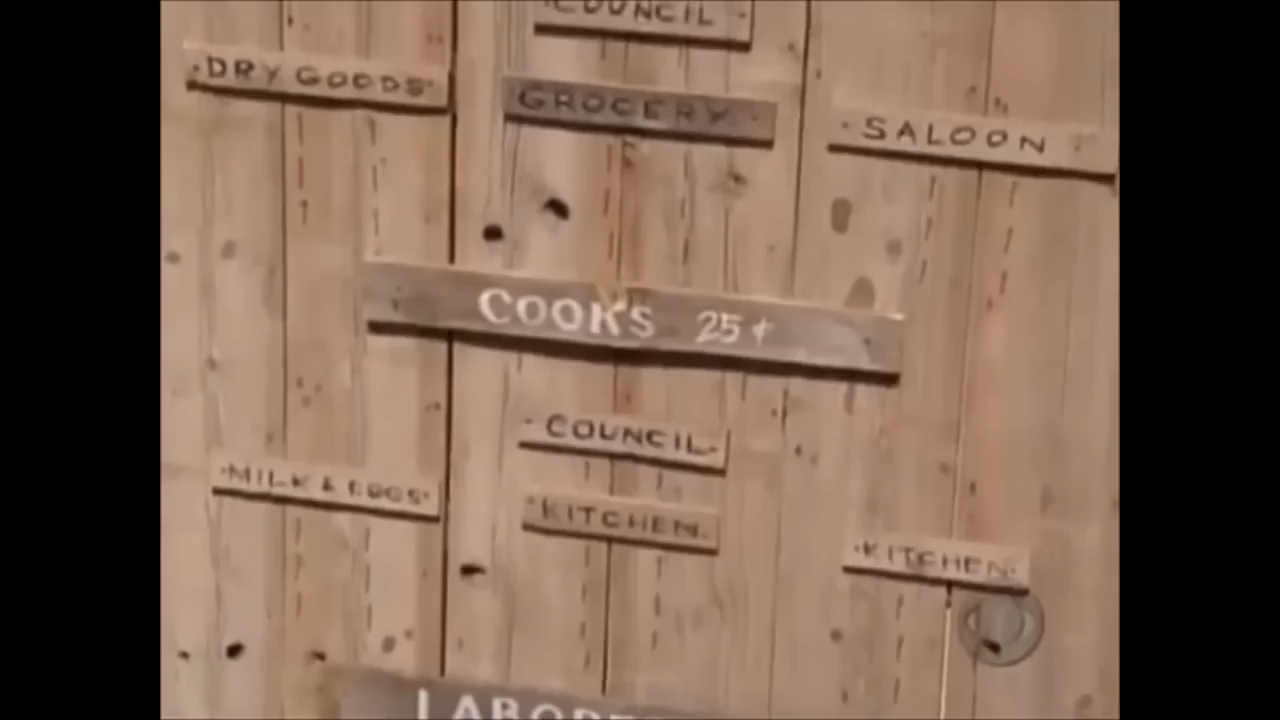 COUNCIL
DRY GOODS
GROCERY
SALOON
COOKS 25¢
COUNCIL
MILK & EGGS
KITCHEN
KITCHEN